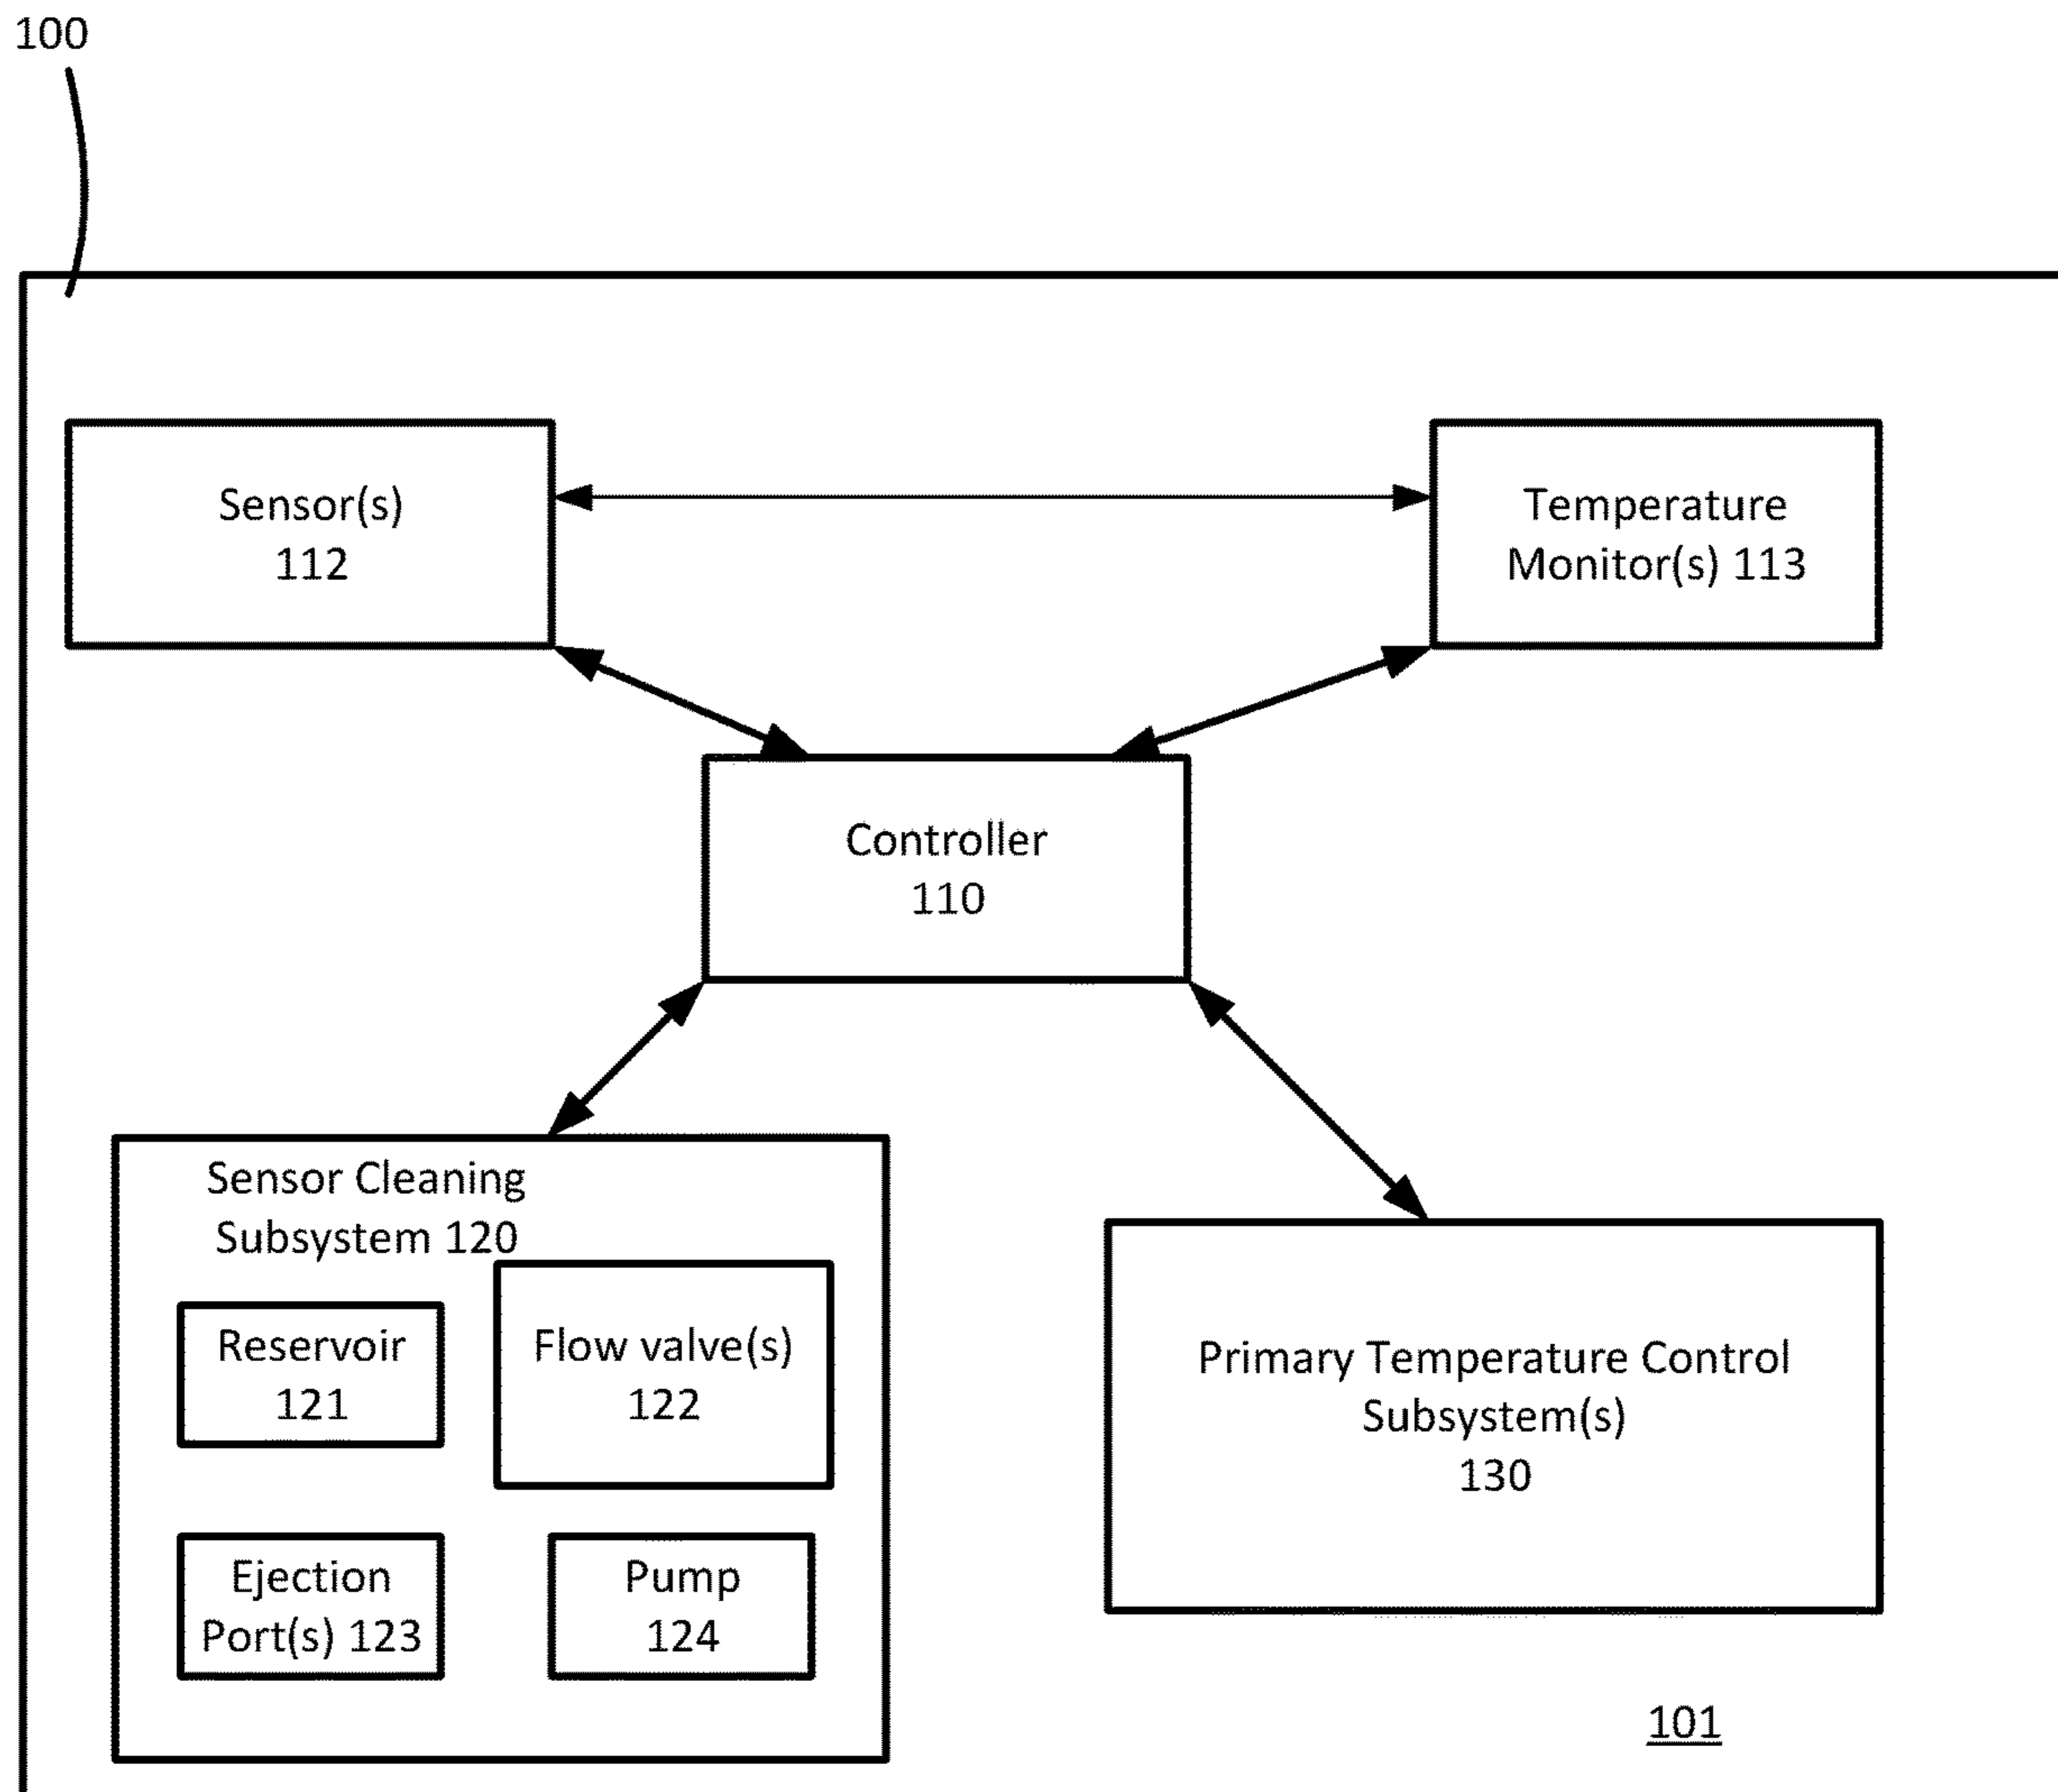 100
Sensor(s)
112
Temperature
Monitor(s) 113
Controller
110
Sensor Cleaning
Subsystem 120
Reservoir
121
Flow valve(s)
122
Ejection
Port(s) 123
Pump
124
Primary Temperature Control
Subsystem(s)
130
101